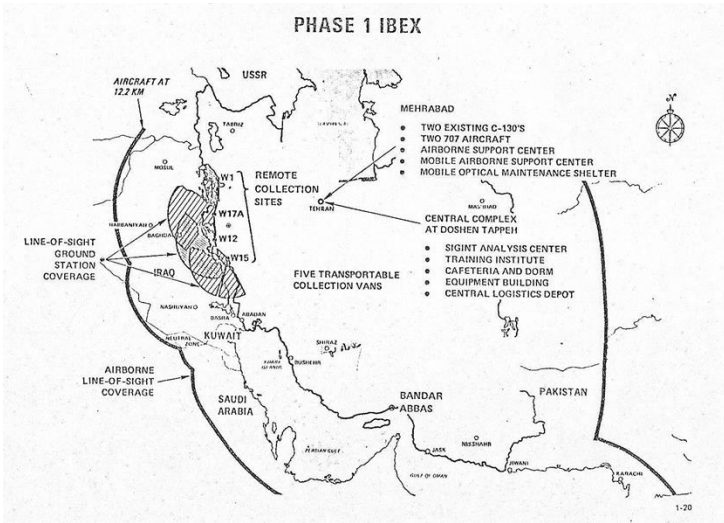 PHASE 1 IBEX
AIRCRAFT AT
12.2 KM
USSR
TABRIZ
MOSUL
W1
REMOTE
COLLECTION
SITES
W17A
W12
W15
HABBANIYAH
BAGHDAD
IRAQ
LINE-OF-SIGHT
GROUND
STATION
COVERAGE
NASRIYAH
BASRA
ABADAN
KUWAIT
NEUTRAL
ZONE
AIRBORNE
LINE-OF-SIGHT
COVERAGE
SAUDI
ARABIA
MEHRABAD
• TWO EXISTING C-130'S
• TWO 707 AIRCRAFT
• AIRBORNE SUPPORT CENTER
• MOBILE AIRBORNE SUPPORT CENTER
• MOBILE OPTICAL MAINTENANCE SHELTER
N
TEHRAN
CENTRAL COMPLEX
AT DOSHEN TAPPEH
• SIGINT ANALYSIS CENTER
• TRAINING INSTITUTE
• CAFETERIA AND DORM
• EQUIPMENT BUILDING
• CENTRAL LOGISTICS DEPOT
FIVE TRANSPORTABLE
COLLECTION VANS
SHIRAZ
KHARG
BUSHEHR
BANDAR
ABBAS
PAKISTAN
PERSIAN GULF
JASK
GULF OF OMAN
JIWANI
KARACHI
1-20